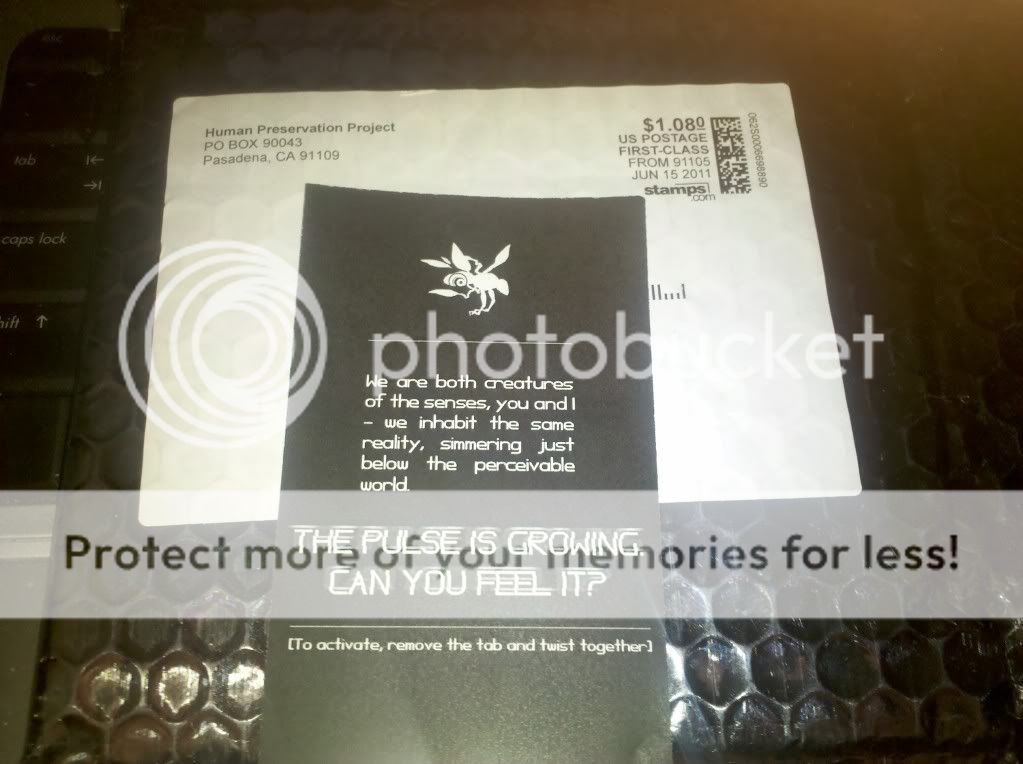 esc
tab
caps lock
hift
Human Preservation Project
PO BOX 90043
Pasadena, CA 91109
$1.080
US POSTAGE
FIRST-CLASS
FROM 91105
JUN 15 2011
stamps
.com
062S0006698890
photobucket
We are both creatures
of the senses, you and I
– we inhabit the same
reality, simmering just
below the perceivable
world.
THE PULSE IS GROWING.
CAN YOU FEEL IT?
Protect more of your memories for less!
[To activate, remove the tab and twist together]